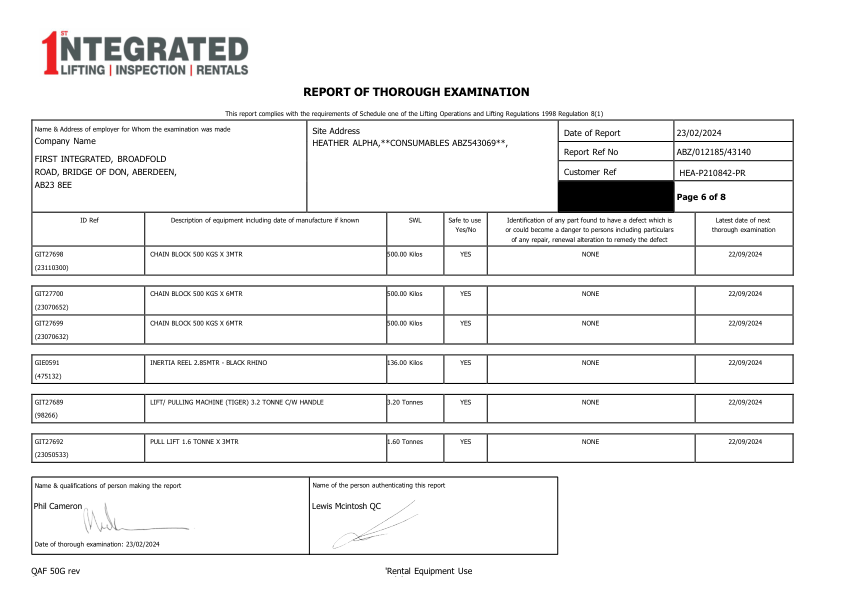 1ST INTEGRATED
LIFTING | INSPECTION | RENTALS
REPORT OF THOROUGH EXAMINATION
This report complies with the requirements of Schedule one of the Lifting Operations and Lifting Regulations 1998 Regulation 8(1)
Name & Address of employer for Whom the examination was made
Company Name
FIRST INTEGRATED, BROADFOLD
ROAD, BRIDGE OF DON, ABERDEEN,
AB23 8EE
Site Address
HEATHER ALPHA,**CONSUMABLES ABZ543069**,
Date of Report 23/02/2024
Report Ref No ABZ/012185/43140
Customer Ref HEA-P210842-PR
Page 6 of 8
ID Ref
Description of equipment including date of manufacture if known
SWL
Safe to use
Yes/No
Identification of any part found to have a defect which is
or could become a danger to persons including particulars
of any repair, renewal alteration to remedy the defect
Latest date of next
thorough examination
GIT27698 CHAIN BLOCK 500 KGS X 3MTR 500.00 Kilos YES NONE 22/09/2024
(23110300)
GIT27700 CHAIN BLOCK 500 KGS X 6MTR 500.00 Kilos YES NONE 22/09/2024
(23070652)
GIT27699 CHAIN BLOCK 500 KGS X 6MTR 500.00 Kilos YES NONE 22/09/2024
(23070632)
GIE0591 INERTIA REEL 2.85MTR - BLACK RHINO 136.00 Kilos YES NONE 22/09/2024
(475132)
GIT27689 LIFT/ PULLING MACHINE (TIGER) 3.2 TONNE C/W HANDLE 3.20 Tonnes YES NONE 22/09/2024
(98266)
GIT27692 PULL LIFT 1.6 TONNE X 3MTR 1.60 Tonnes YES NONE 22/09/2024
(23050533)
Name & qualifications of person making the report
Phil Cameron
Date of thorough examination: 23/02/2024
Name of the person authenticating this report
Lewis Mcintosh QC
QAF 50G rev
'Rental Equipment Use